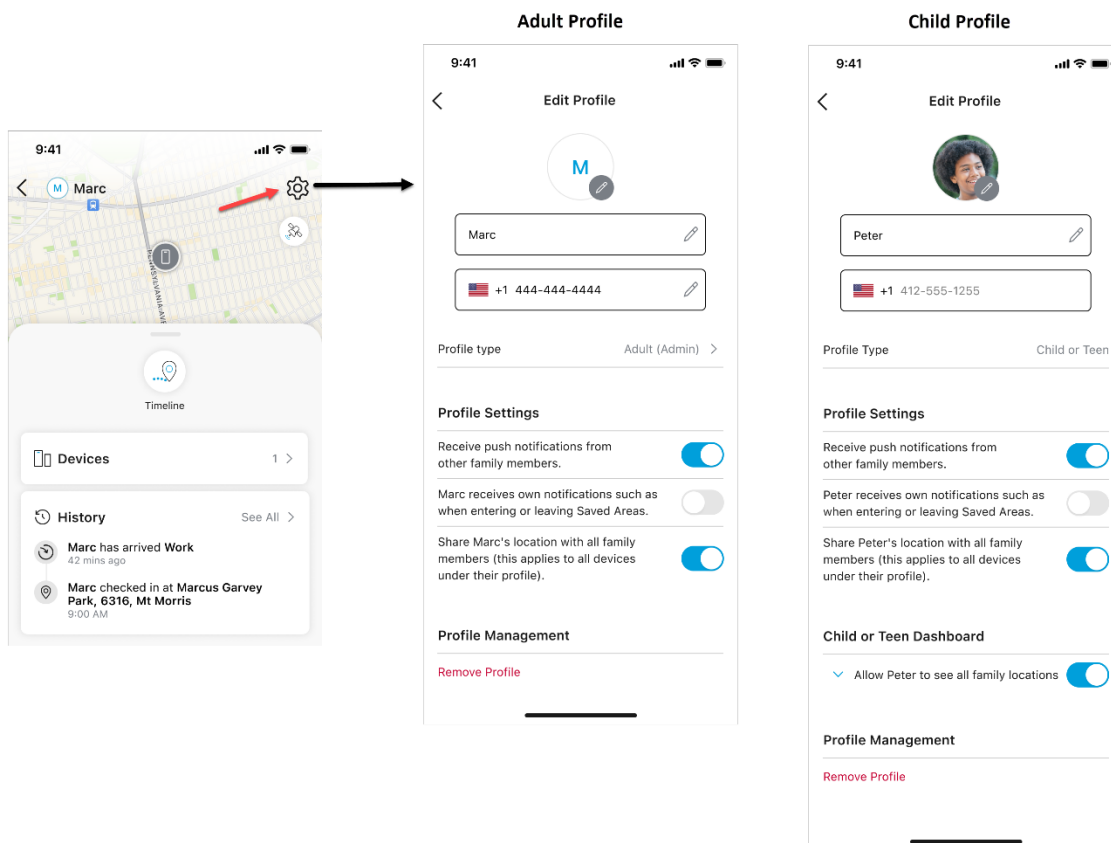 Adult Profile
Child Profile
9:41
M Marc
PENNSYLVANIA AVE
Timeline
Devices 1
History See All
Marc has arrived Work
42 mins ago
Marc checked in at Marcus Garvey
Park, 6316, Mt Morris
9:00 AM
9:41
Edit Profile
M
Marc
+1 444-444-4444
Profile type Adult (Admin)
Profile Settings
Receive push notifications from
other family members.
Marc receives own notifications such as
when entering or leaving Saved Areas.
Share Marc's location with all family
members (this applies to all devices
under their profile).
Profile Management
Remove Profile
9:41
Edit Profile
Peter
+1 412-555-1255
Profile Type Child or Teen
Profile Settings
Receive push notifications from
other family members.
Peter receives own notifications such as
when entering or leaving Saved Areas.
Share Peter's location with all family
members (this applies to all devices
under their profile).
Child or Teen Dashboard
Allow Peter to see all family locations
Profile Management
Remove Profile